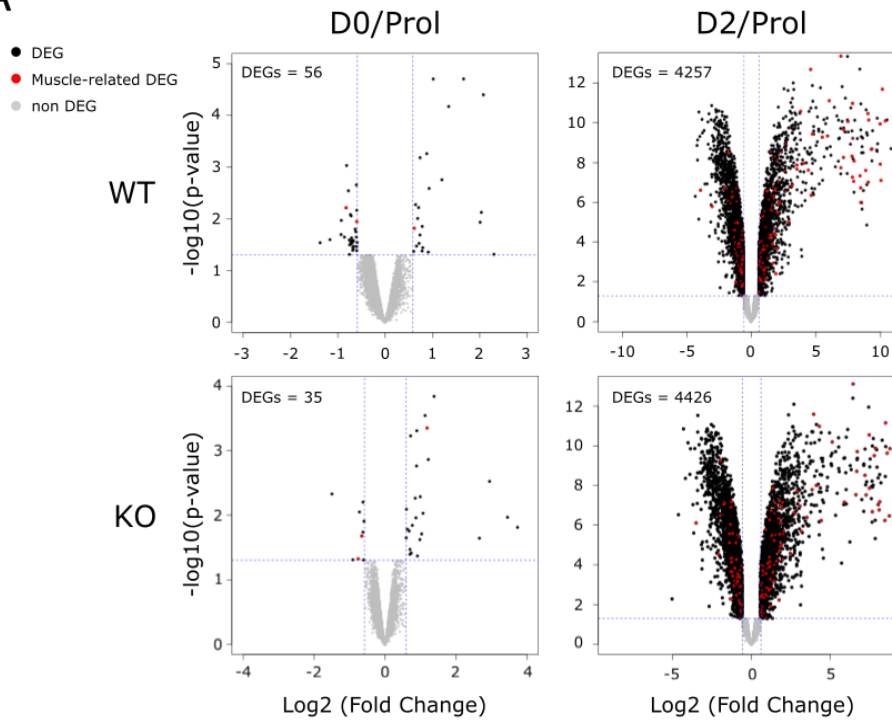 A
D0/Prol
D2/Prol
DEG
Muscle-related DEG
non DEG
WT
KO
DEGs = 56
-log10(p-value)
5
4
3
2
1
0
-3 -2 -1 0 1 2 3
DEGs = 4257
12
10
8
6
4
2
0
-10 -5 0 5 10
DEGs = 35
-log10(p-value)
4
3
2
1
0
-4 -2 0 2 4
Log2 (Fold Change)
DEGs = 4426
12
10
8
6
4
2
0
-5 0 5
Log2 (Fold Change)